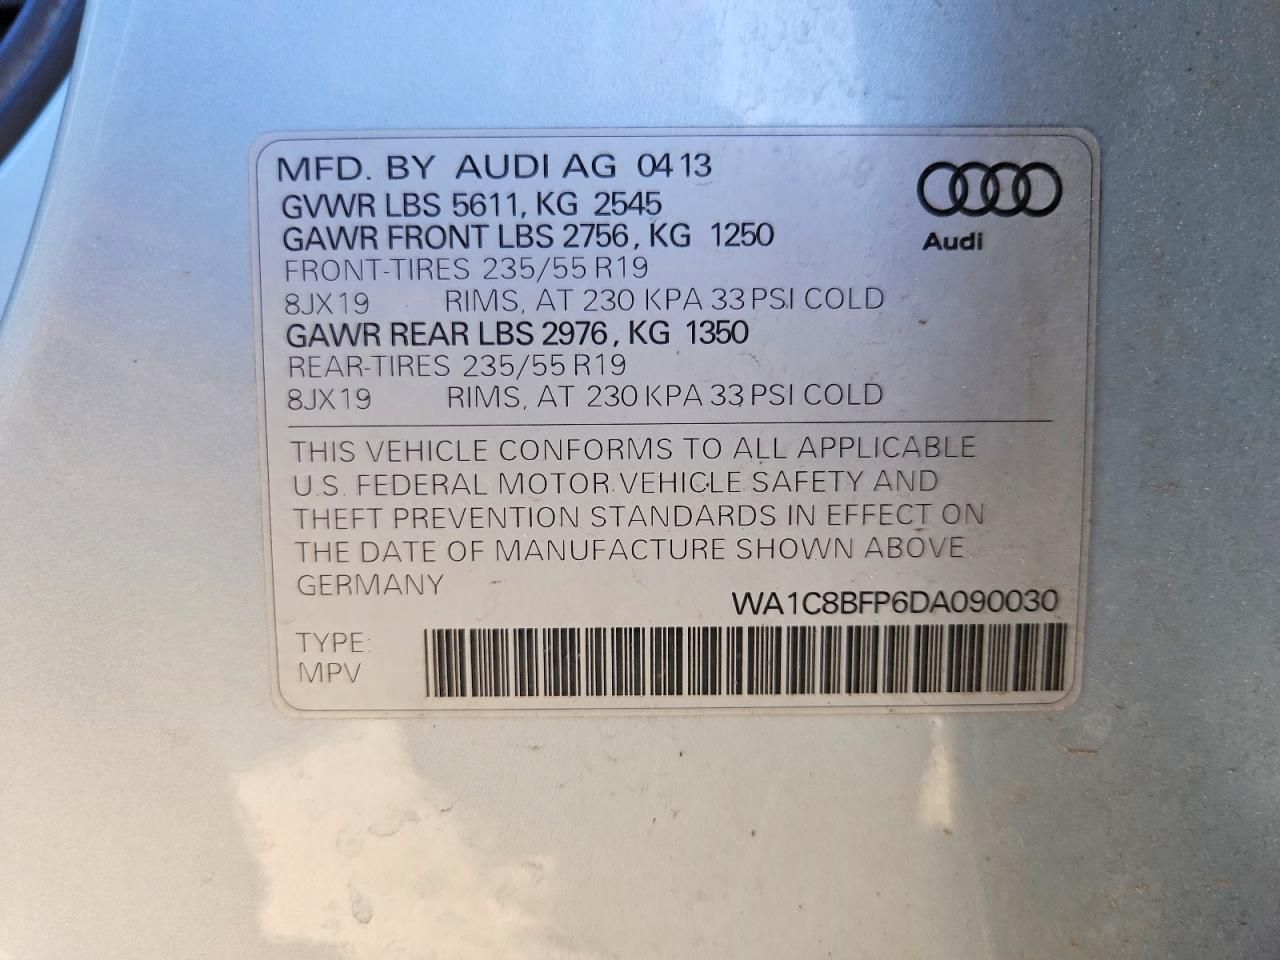 MFD. BY AUDI AG 0413
GVWR LBS 5611, KG 2545
GAWR FRONT LBS 2756, KG 1250
FRONT-TIRES 235/55 R19
8JX19 RIMS, AT 230 KPA 33 PSI COLD
GAWR REAR LBS 2976, KG 1350
REAR-TIRES 235/55 R19
8JX19 RIMS, AT 230 KPA 33 PSI COLD
Audi
THIS VEHICLE CONFORMS TO ALL APPLICABLE
U.S. FEDERAL MOTOR VEHICLE SAFETY AND
THEFT PREVENTION STANDARDS IN EFFECT ON
THE DATE OF MANUFACTURE SHOWN ABOVE
GERMANY
WA1C8BFP6DA090030
TYPE:
MPV